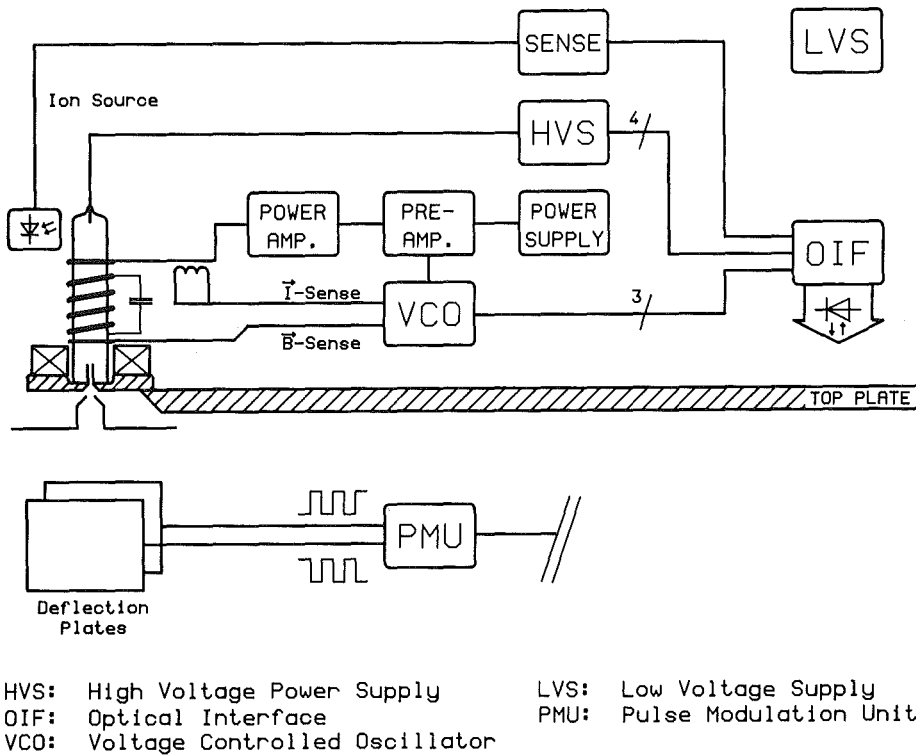 SENSE
LVS
Ion Source
HVS
4
POWER
AMP.
PRE-
AMP.
POWER
SUPPLY
OIF
I-Sense
VCO
3
B-Sense
TOP PLATE
PMU
Deflection
Plates
HVS: High Voltage Power Supply
LVS: Low Voltage Supply
OIF: Optical Interface
PMU: Pulse Modulation Unit
VCO: Voltage Controlled Oscillator